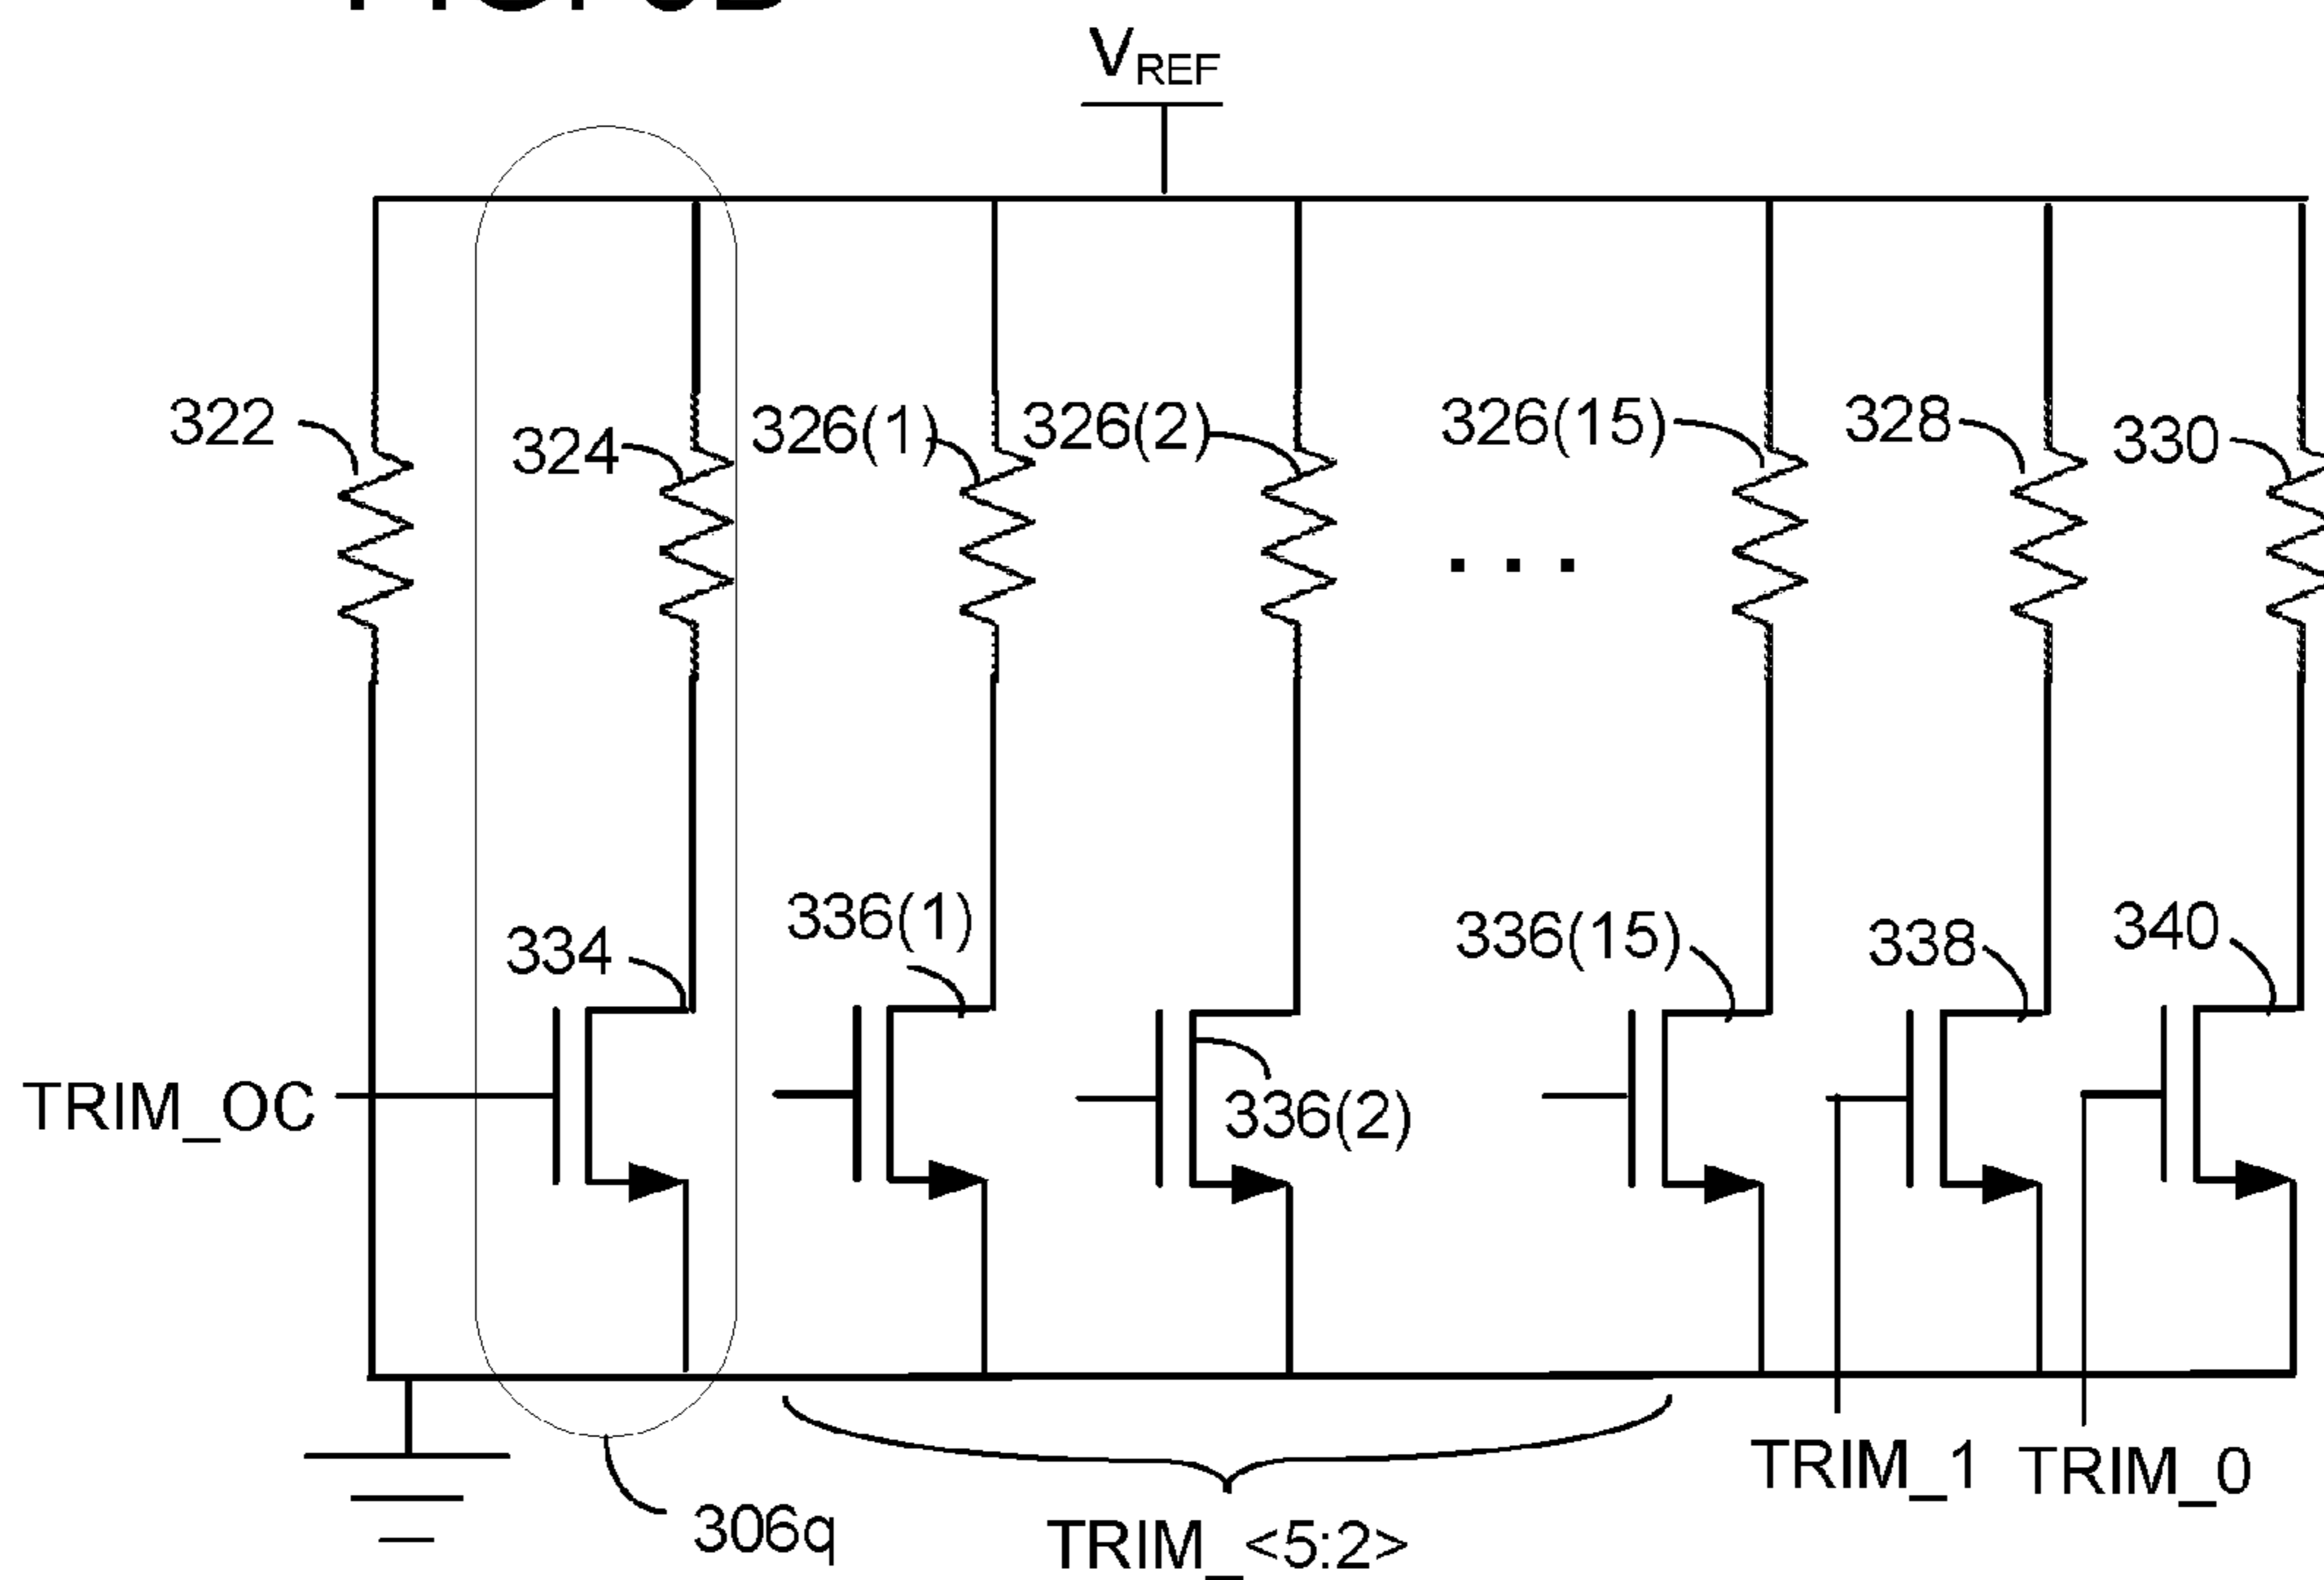 V_REF
322
324
326(1)
326(2)
326(15)
328
330
334
336(1)
336(15)
338
340
TRIM_OC
336(2)
TRIM_1
TRIM_0
306q
TRIM_<5:2>